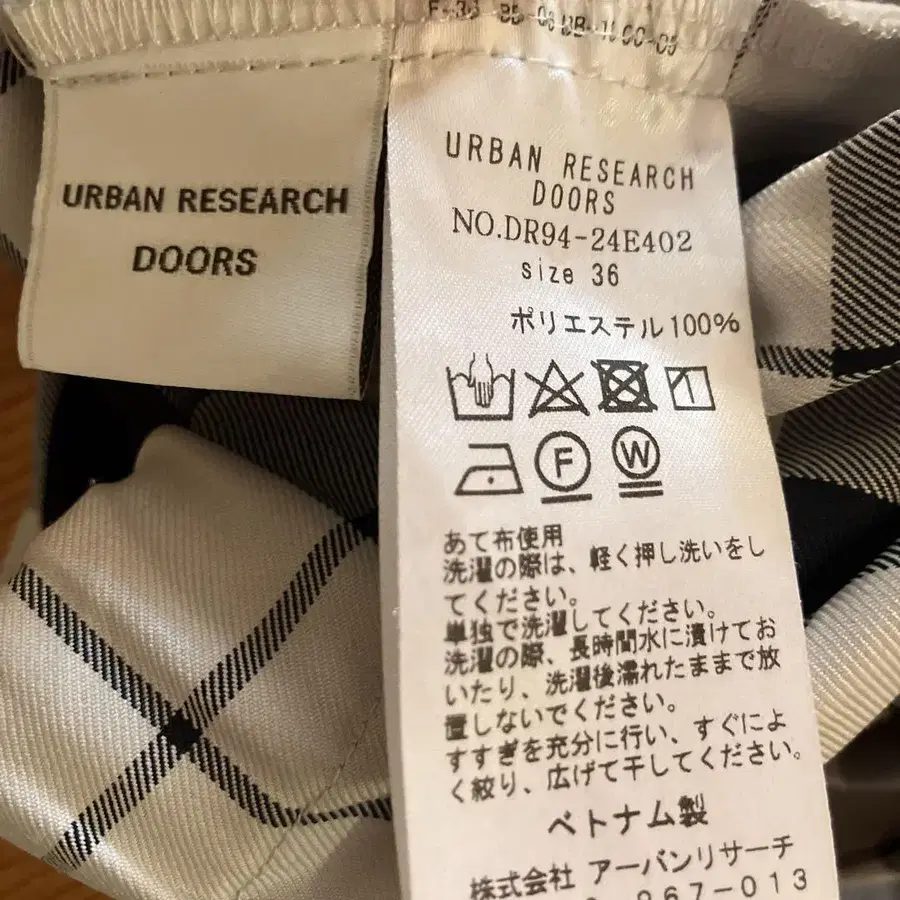 URBAN RESEARCH
DOORS
URBAN RESEARCH
DOORS
NO.DR94-24E402
size 36
ポリエステル100%
F
W
あて布使用
洗濯の際は、軽く押し洗いをし
てください。
単独で洗濯してください。
洗濯の際、長時間水に漬けてお
いたり、洗濯後濡れたままで放
置しないでください。
すすぎを充分に行い、すぐによ
く絞り、広げて干してください。
ベトナム製
株式会社 アーバンリサーチ
967-013